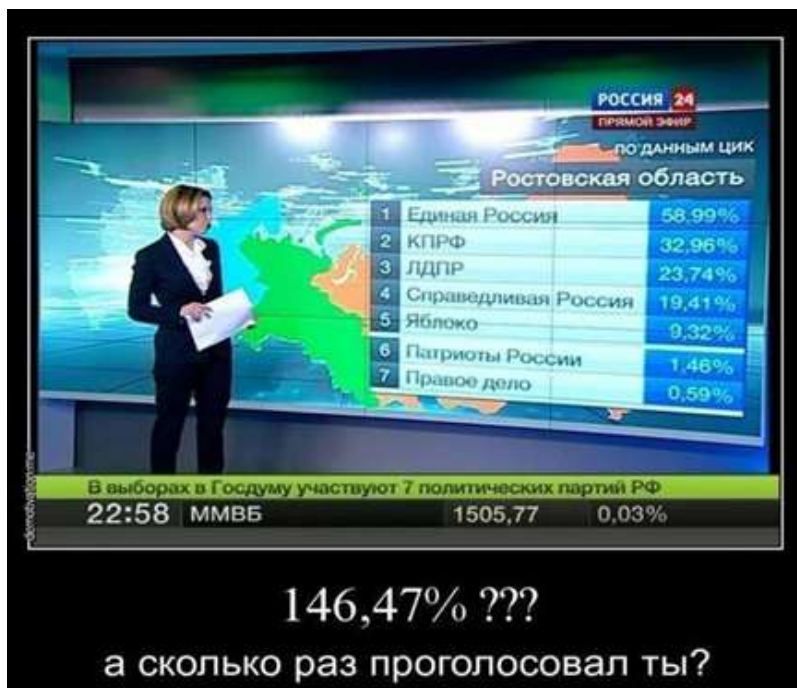 РОССИЯ 24
ПРЯМОЙ ЭФИР
ПО ДАННЫМ ЦИК
Ростовская область
1 Единая Россия 58,99%
2 КПРФ 32,96%
3 ЛДПР 23,74%
4 Справедливая Россия 19,41%
5 Яблоко 9,32%
6 Патриоты России 1,46%
7 Правое дело 0,59%
demotivation.me
В выборах в Госдуму участвуют 7 политических партий РФ
22:58 ММВБ 1505,77 0,03%
146,47% ???
а сколько раз проголосовал ты?